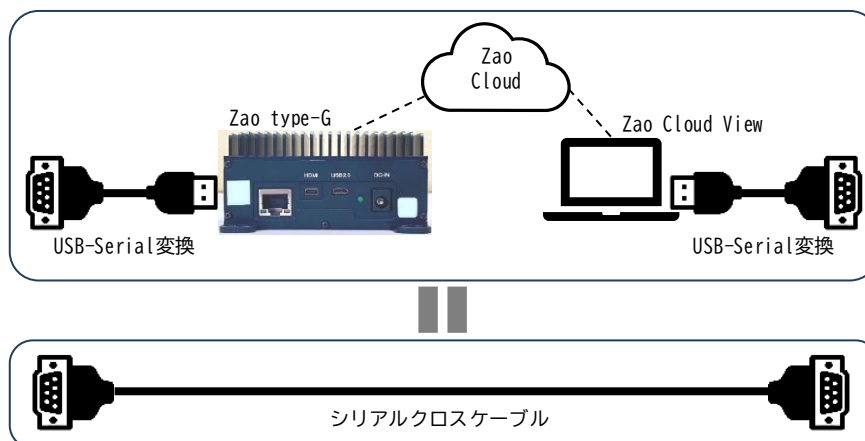 Zao
Cloud
Zao type-G
Zao Cloud View
HDMI
USB2.0
DC-IN
USB-Serial変換
USB-Serial変換
シリアルクロスケーブル